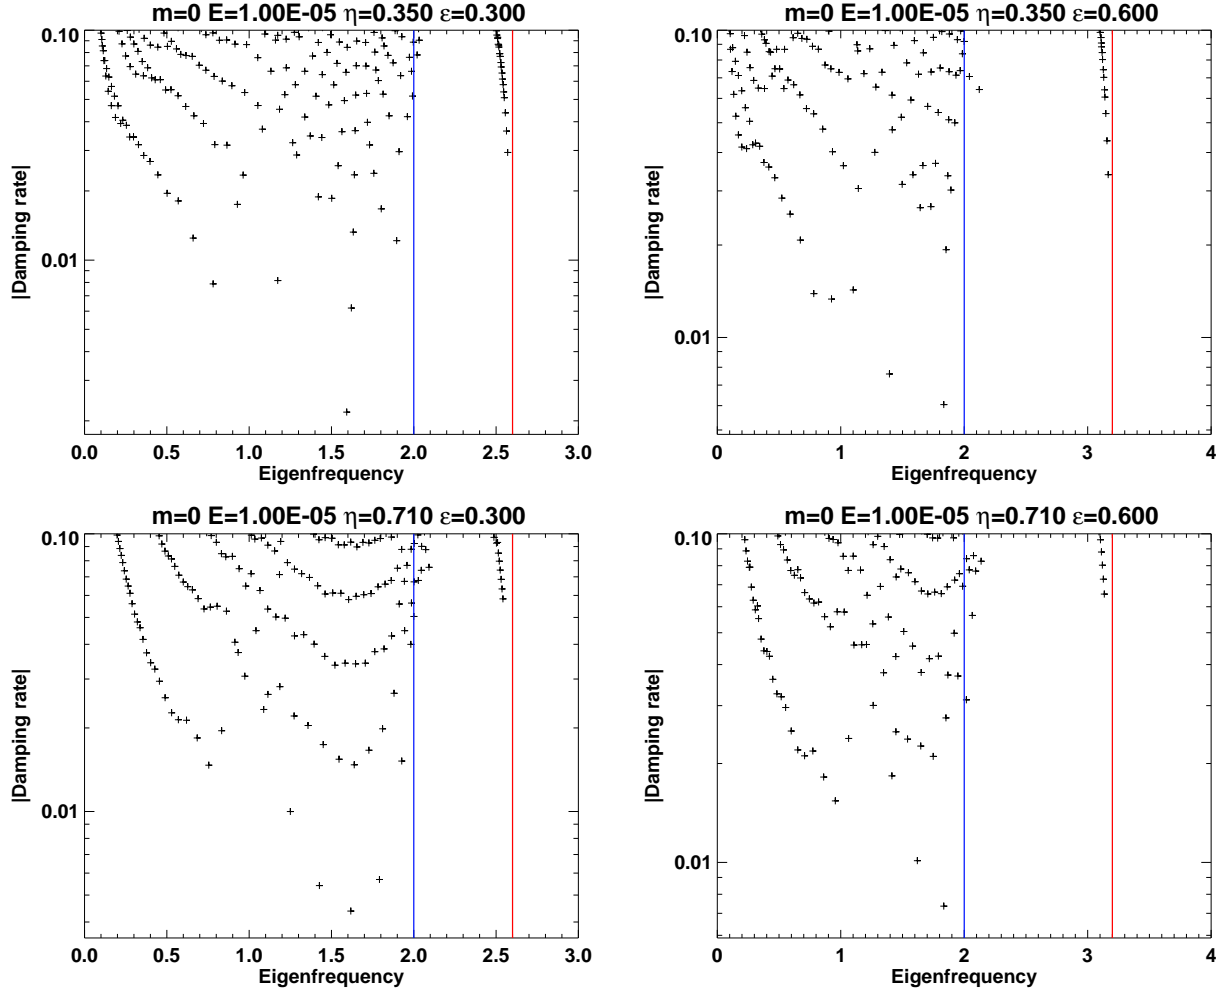 m=0 E=1.00E-05 η=0.350 ε=0.300
0.10
0.01
|Damping rate|
0.0 0.5 1.0 1.5 2.0 2.5 3.0
Eigenfrequency
m=0 E=1.00E-05 η=0.350 ε=0.600
0.10
0.01
|Damping rate|
0 1 2 3 4
Eigenfrequency
m=0 E=1.00E-05 η=0.710 ε=0.300
0.10
0.01
|Damping rate|
0.0 0.5 1.0 1.5 2.0 2.5 3.0
Eigenfrequency
m=0 E=1.00E-05 η=0.710 ε=0.600
0.10
0.01
|Damping rate|
0 1 2 3 4
Eigenfrequency